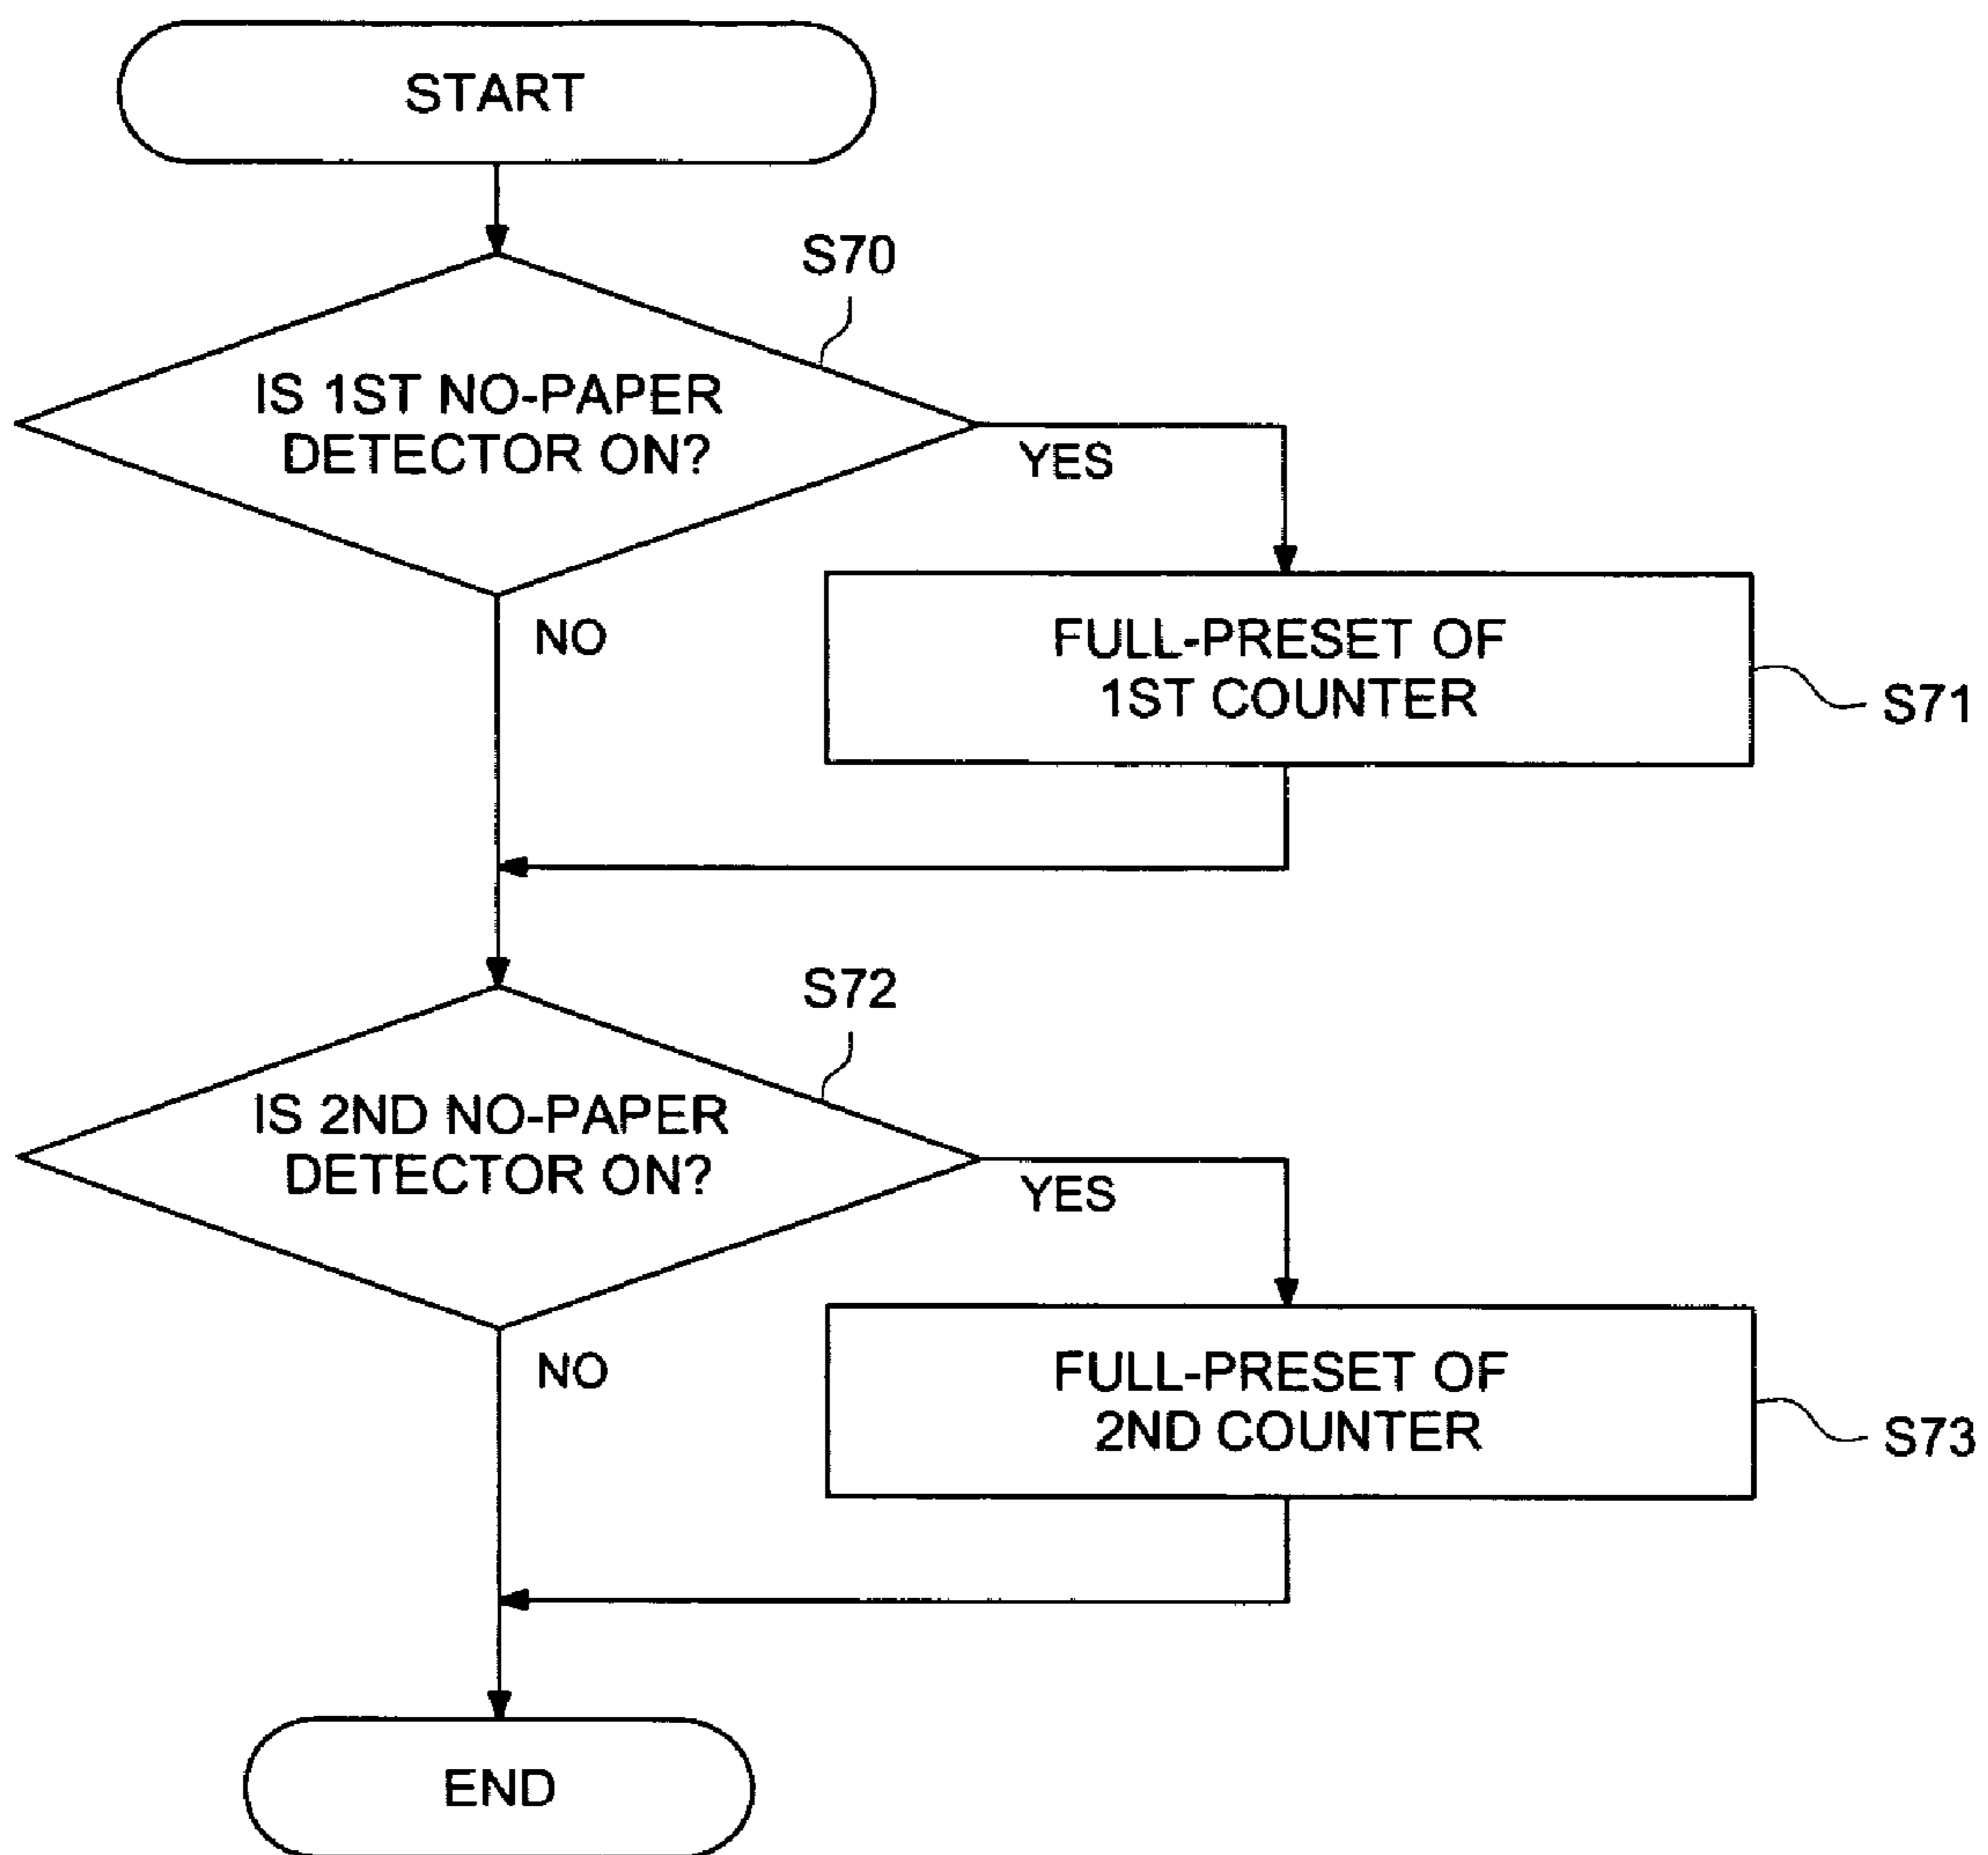 START
S70
IS 1ST NO-PAPER
DETECTOR ON?
YES
NO
FULL-PRESET OF
1ST COUNTER
S71
S72
IS 2ND NO-PAPER
DETECTOR ON?
YES
NO
FULL-PRESET OF
2ND COUNTER
S73
END